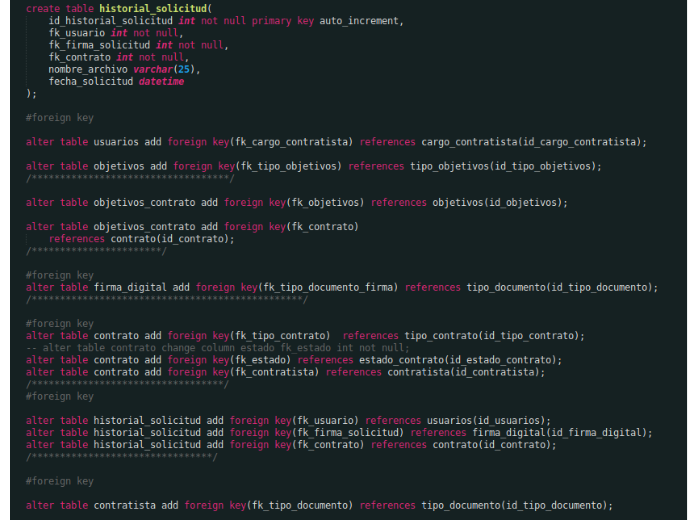 create table historial_solicitud(
id_historial_solicitud int not null primary key auto_increment,
fk_usuario int not null,
fk_firma_solicitud int not null,
fk_contrato int not null,
nombre_archivo varchar(25),
fecha_solicitud datetime
);
#foreign key
alter table usuarios add foreign key(fk_cargo_contratista) references cargo_contratista(id_cargo_contratista);
alter table objetivos add foreign key(fk_tipo_objetivos) references tipo_objetivos(id_tipo_objetivos);
/***********************************/
alter table objetivos_contrato add foreign key(fk_objetivos) references objetivos(id_objetivos);
alter table objetivos_contrato add foreign key(fk_contrato)
references contrato(id_contrato);
/***********************/
#foreign key
alter table firma_digital add foreign key(fk_tipo_documento_firma) references tipo_documento(id_tipo_documento);
/************************************************/
#foreign key
alter table contrato add foreign key(fk_tipo_contrato)  references tipo_contrato(id_tipo_contrato);
-- alter table contrato change column estado fk_estado int not null;
alter table contrato add foreign key(fk_estado) references estado_contrato(id_estado_contrato);
alter table contrato add foreign key(fk_contratista) references contratista(id_contratista);
/**********************************/
#foreign key
alter table historial_solicitud add foreign key(fk_usuario) references usuarios(id_usuarios);
alter table historial_solicitud add foreign key(fk_firma_solicitud) references firma_digital(id_firma_digital);
alter table historial_solicitud add foreign key(fk_contrato) references contrato(id_contrato);
/********************************/
#foreign key
alter table contratista add foreign key(fk_tipo_documento) references tipo_documento(id_tipo_documento);